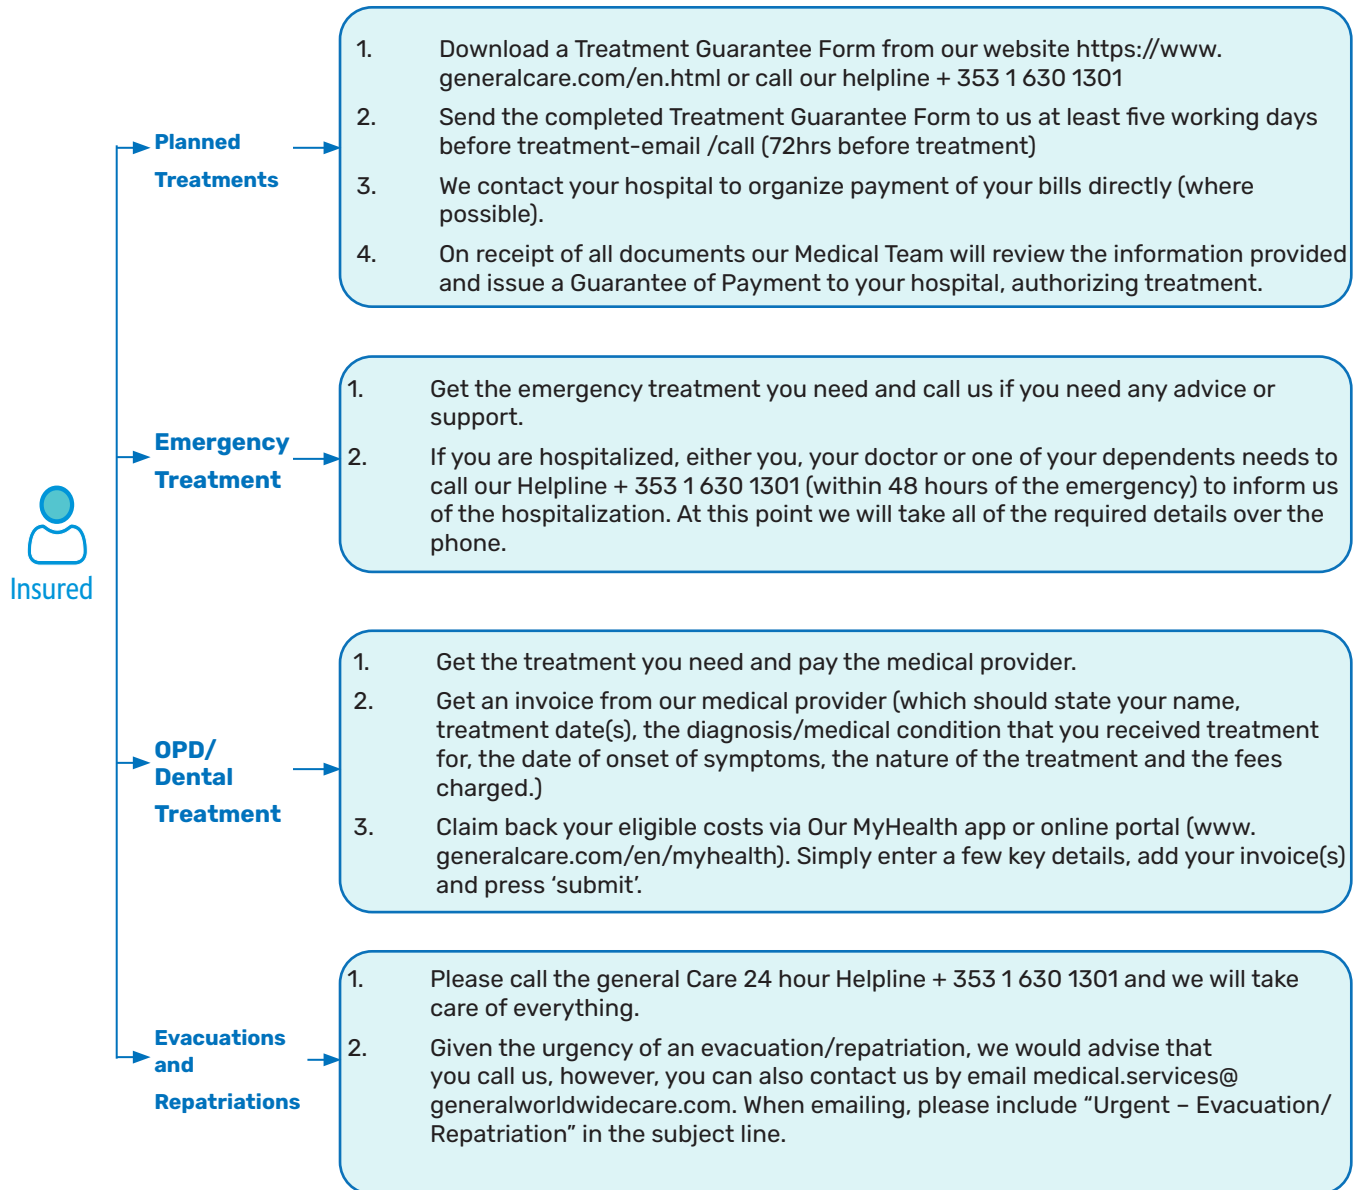 Insured
Planned
Treatments
1. Download a Treatment Guarantee Form from our website https://www.
generalcare.com/en.html or call our helpline + 353 1 630 1301
2. Send the completed Treatment Guarantee Form to us at least five working days
before treatment-email /call (72hrs before treatment)
3. We contact your hospital to organize payment of your bills directly (where
possible).
4. On receipt of all documents our Medical Team will review the information provided
and issue a Guarantee of Payment to your hospital, authorizing treatment.
Emergency
Treatment
1. Get the emergency treatment you need and call us if you need any advice or
support.
2. If you are hospitalized, either you, your doctor or one of your dependents needs to
call our Helpline + 353 1 630 1301 (within 48 hours of the emergency) to inform us
of the hospitalization. At this point we will take all of the required details over the
phone.
OPD/
Dental
Treatment
1. Get the treatment you need and pay the medical provider.
2. Get an invoice from our medical provider (which should state your name,
treatment date(s), the diagnosis/medical condition that you received treatment
for, the date of onset of symptoms, the nature of the treatment and the fees
charged.)
3. Claim back your eligible costs via Our MyHealth app or online portal (www.
generalcare.com/en/myhealth). Simply enter a few key details, add your invoice(s)
and press ‘submit’.
Evacuations
and
Repatriations
1. Please call the general Care 24 hour Helpline + 353 1 630 1301 and we will take
care of everything.
2. Given the urgency of an evacuation/repatriation, we would advise that
you call us, however, you can also contact us by email medical.services@
generalworldwidecare.com. When emailing, please include “Urgent – Evacuation/
Repatriation” in the subject line.